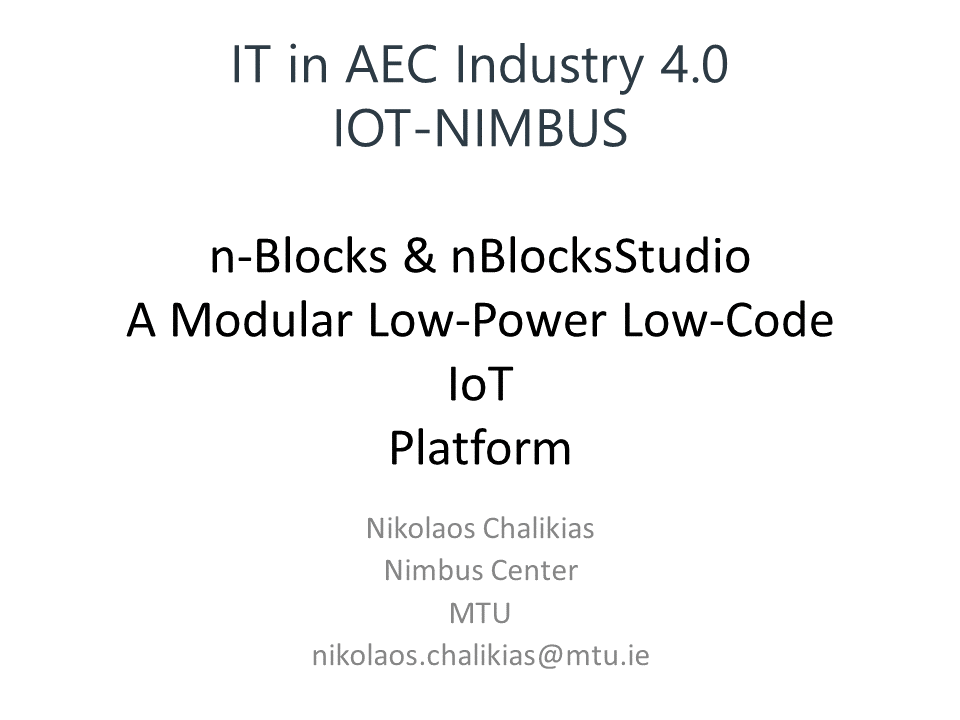 IT in AEC Industry 4.0
IOT-NIMBUS
n-Blocks & nBlocksStudio
A Modular Low-Power Low-Code
IoT
Platform
Nikolaos Chalikias
Nimbus Center
MTU
nikolaos.chalikias@mtu.ie